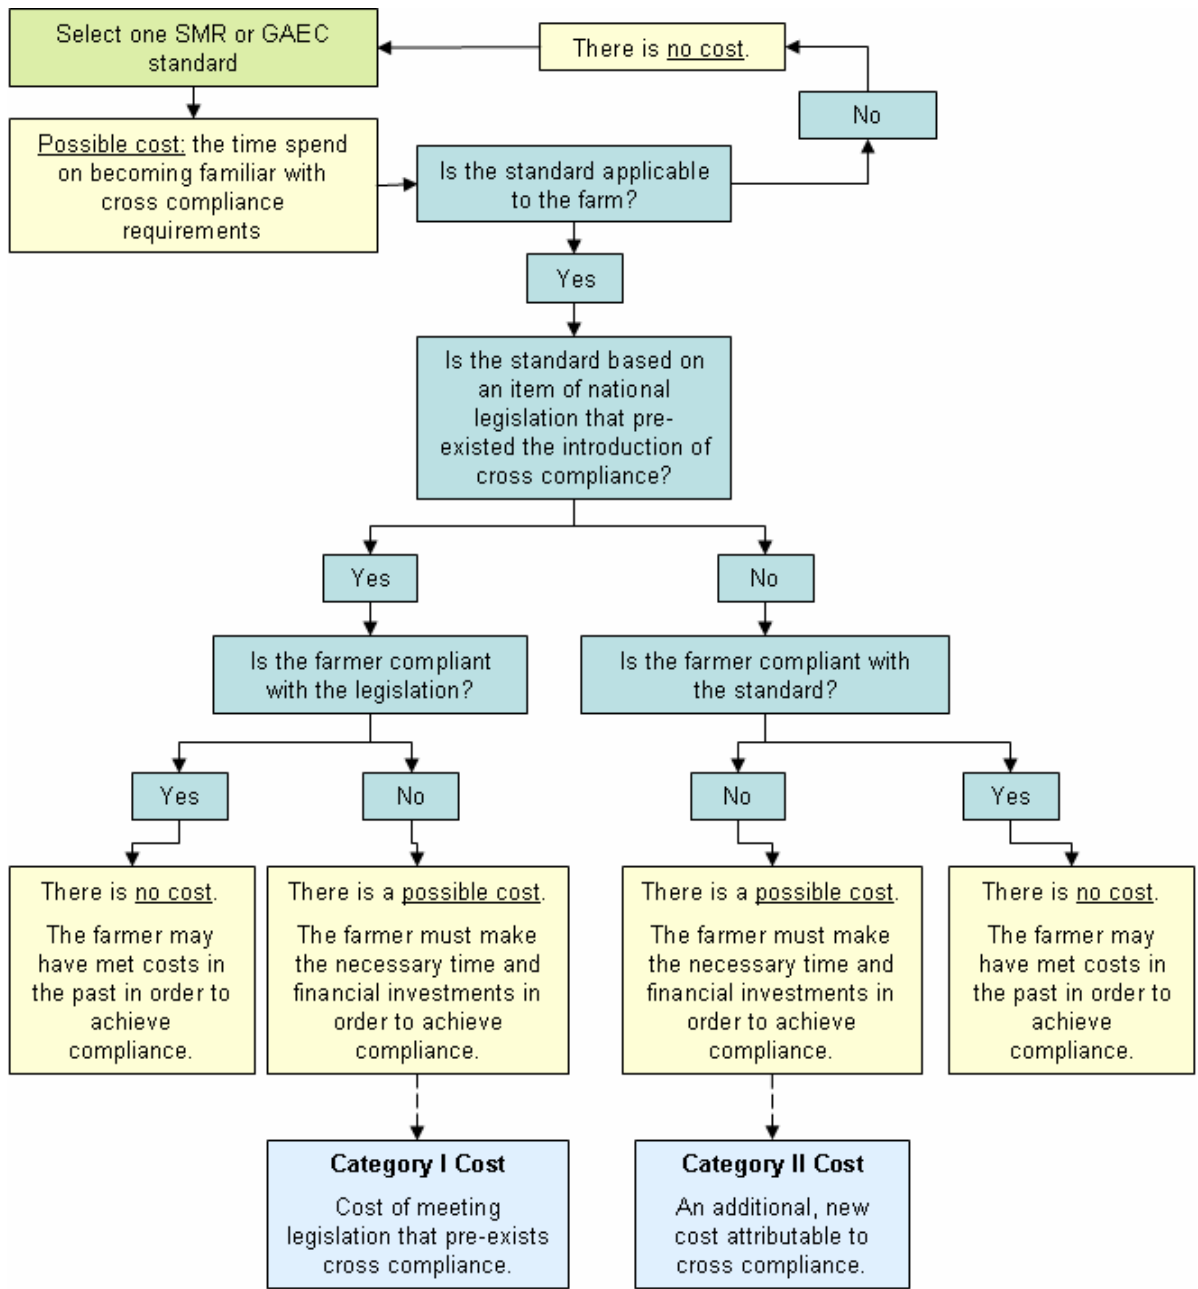 Select one SMR or GAEC
standard
There is no cost.
No
Possible cost: the time spend
on becoming familiar with
cross compliance
requirements
Is the standard applicable
to the farm?
Yes
Is the standard based on
an item of national
legislation that pre-
existed the introduction of
cross compliance?
Yes
No
Is the farmer compliant
with the legislation?
Is the farmer compliant with
the standard?
Yes
No
No
Yes
There is no cost.
The farmer may
have met costs in
the past in order to
achieve
compliance.
There is a possible cost.
The farmer must make
the necessary time and
financial investments in
order to achieve
compliance.
There is a possible cost.
The farmer must make
the necessary time and
financial investments in
order to achieve
compliance.
There is no cost.
The farmer may
have met costs in
the past in order to
achieve
compliance.
Category I Cost
Cost of meeting
legislation that pre-exists
cross compliance.
Category II Cost
An additional, new
cost attributable to
cross compliance.